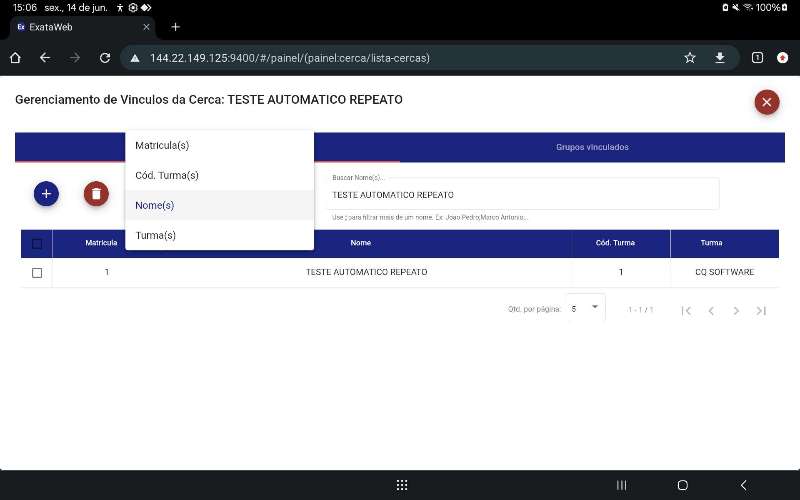 15:06 sex., 14 de jun. 100%
Ex ExataWeb
144.22.149.125:9400/#/painel/(painel:cerca/lista-cercas) 1
Gerenciamento de Vinculos da Cerca: TESTE AUTOMATICO REPEATO
Grupos vinculados
Matricula(s)
Cód. Turma(s)
Nome(s)
Turma(s)
Buscar Nome(s)...
TESTE AUTOMATICO REPEATO
Use ; para filtrar mais de um nome. Ex: Joao Pedro;Marco Antonio...
Matricula Nome Cód. Turma Turma
1 TESTE AUTOMATICO REPEATO 1 CQ SOFTWARE
Qtd. por página: 5 1 - 1 / 1